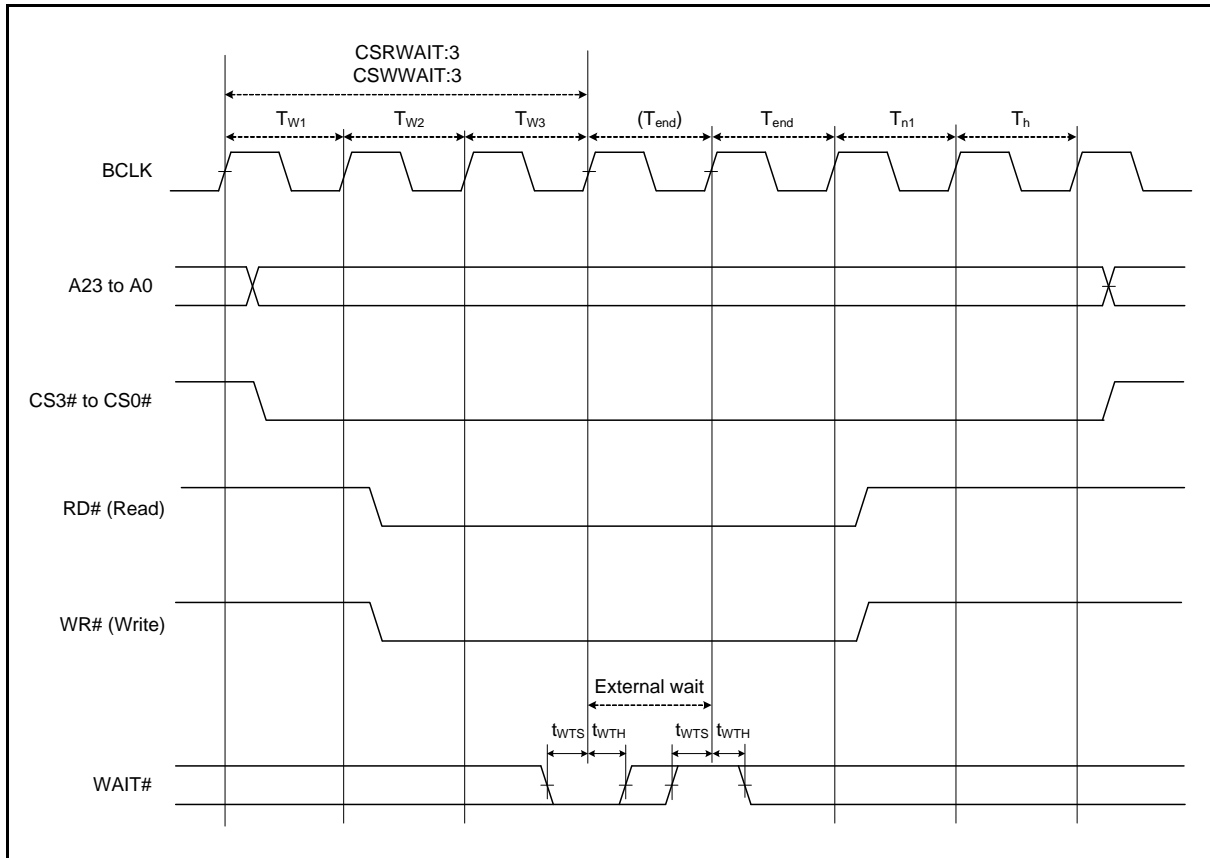 CSRWAIT:3
CSWWAIT:3
TW1 TW2 TW3 (Tend) Tend Tn1 Th
BCLK
A23 to A0
CS3# to CS0#
RD# (Read)
WR# (Write)
External wait
tWTS tWTH tWTS tWTH
WAIT#